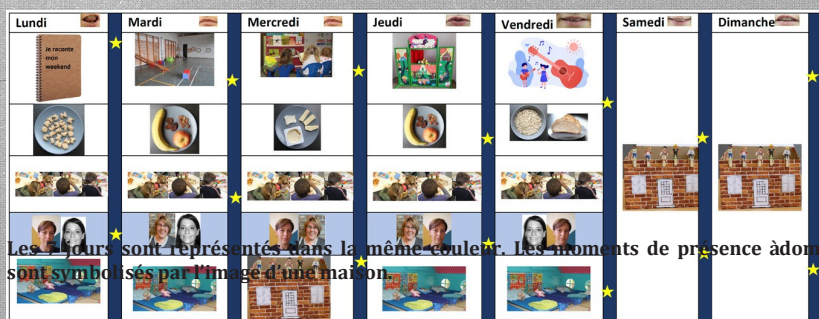 Lundi Mardi Mercredi Jeudi Vendredi Samedi Dimanche
Je raconte
mon
weekend
Les jours sont représentés dans la même couleur. Les moments de présence àdom
sont symbolisés par l'image d'une maison.